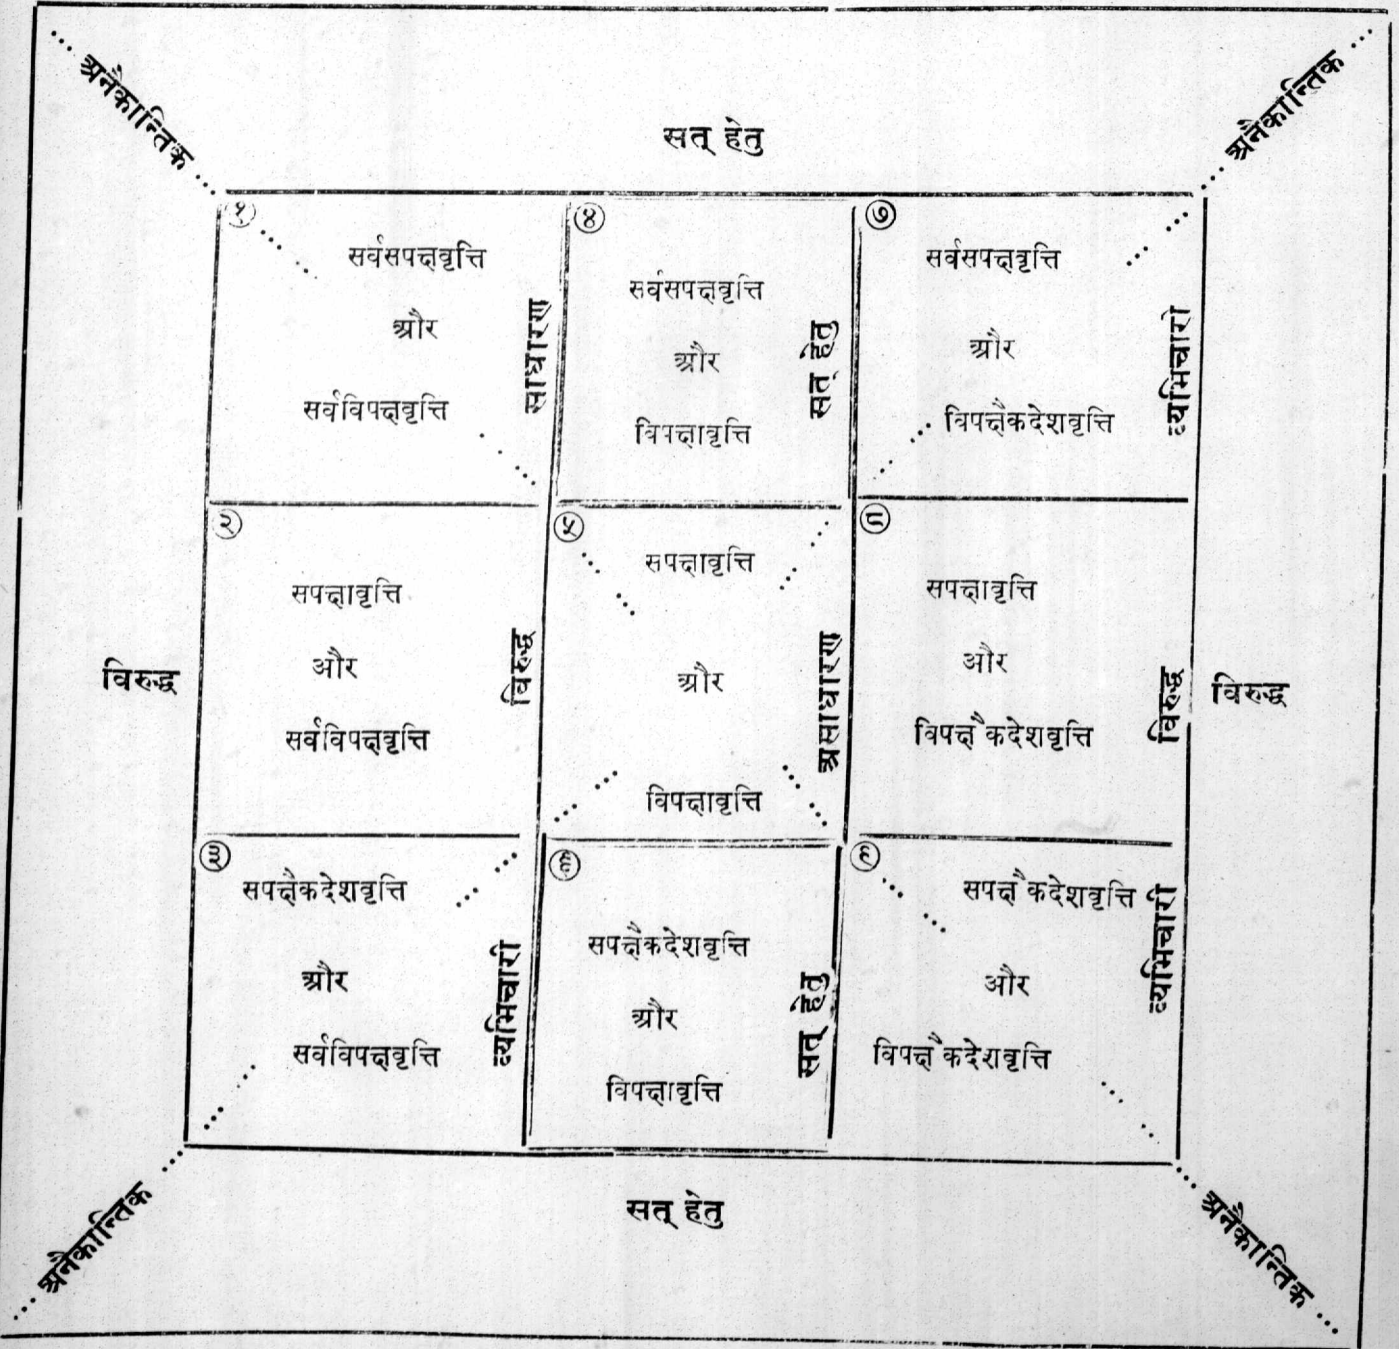 अनैकान्तिक
सत् हेतु
अनैकान्तिक
१
सर्वसपक्षवृत्ति
और
सर्वविपक्षवृत्ति
साधारण
४
सर्वसपक्षवृत्ति
और
विपक्षावृत्ति
सत् हेतु
७
सर्वसपक्षवृत्ति
और
विपक्षैकदेशवृत्ति
व्यभिचारी
विरुद्ध
२
सपक्षावृत्ति
और
सर्वविपक्षवृत्ति
विरुद्ध
५
सपक्षावृत्ति
और
विपक्षावृत्ति
असाधारण
८
सपक्षावृत्ति
और
विपक्षैकदेशवृत्ति
विरुद्ध
विरुद्ध
३
सपक्षैकदेशवृत्ति
और
सर्वविपक्षवृत्ति
व्यभिचारी
६
सपक्षैकदेशवृत्ति
और
विपक्षावृत्ति
सत् हेतु
९
सपक्षैकदेशवृत्ति
और
विपक्षैकदेशवृत्ति
व्यभिचारी
अनैकान्तिक
सत् हेतु
अनैकान्तिक